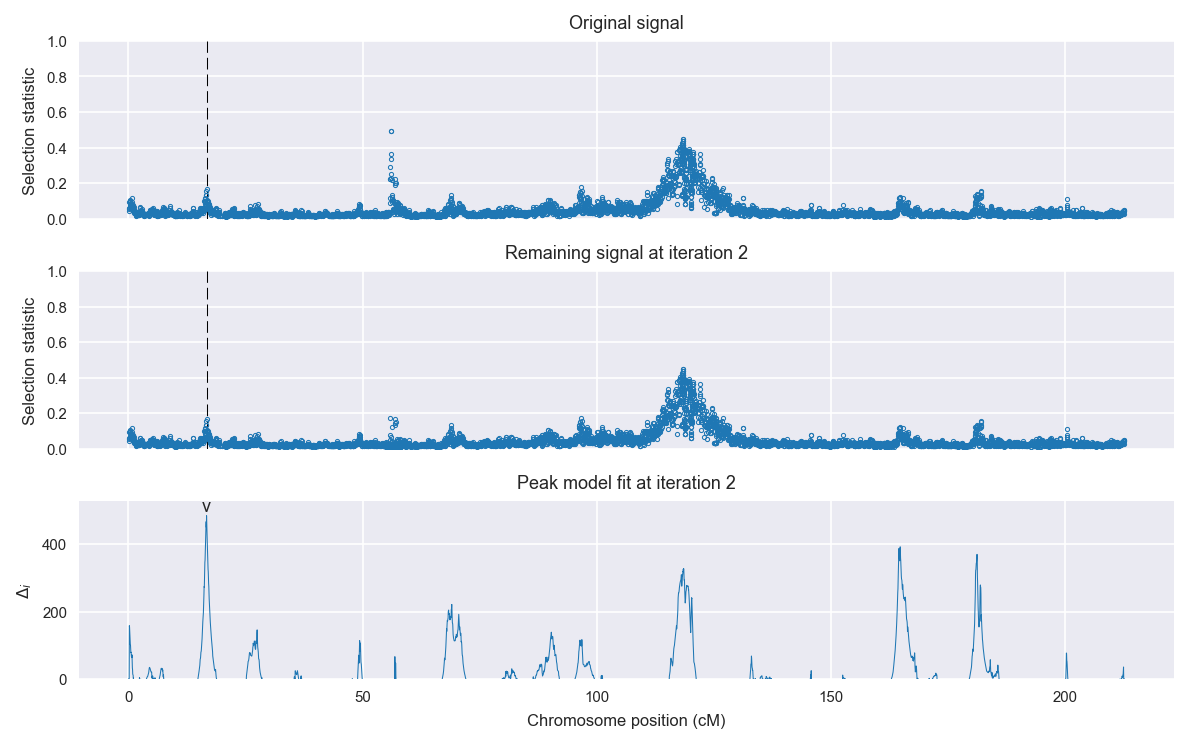 Original signal
1.0
0.8
0.6
0.4
0.2
0.0
Selection statistic
Remaining signal at iteration 2
1.0
0.8
0.6
0.4
0.2
0.0
Selection statistic
Peak model fit at iteration 2
v
400
200
0
Δi
0 50 100 150 200
Chromosome position (cM)